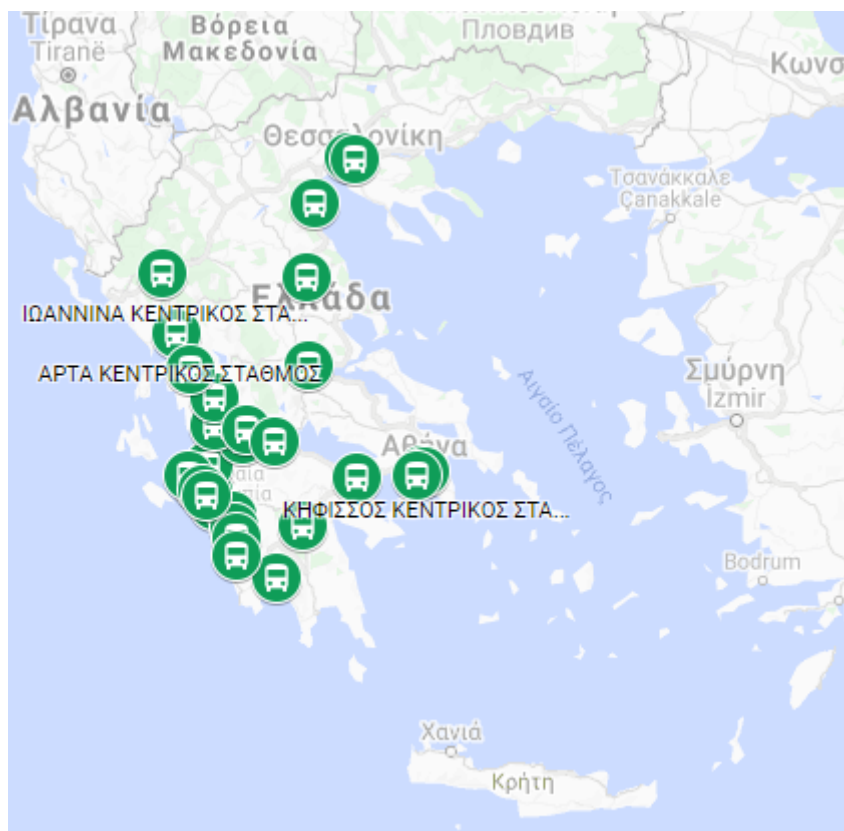 Τίρανα
Tiranë
Βόρεια
Μακεδονία
Пловдив
Κωνσ
Αλβανία
Θεσσαλονίκη
Τσανάκκαλε
Çanakkale
Ελλάδα
ΙΩΑΝΝΙΝΑ ΚΕΝΤΡΙΚΟΣ ΣΤΑ...
ΑΡΤΑ ΚΕΝΤΡΙΚΟΣ ΣΤΑΘΜΟΣ
Σμύρνη
İzmir
Αιγαίο Πέλαγος
Αθήνα
ΚΗΦΙΣΣΟΣ ΚΕΝΤΡΙΚΟΣ ΣΤΑ...
Bodrum
Χανιά
Κρήτη